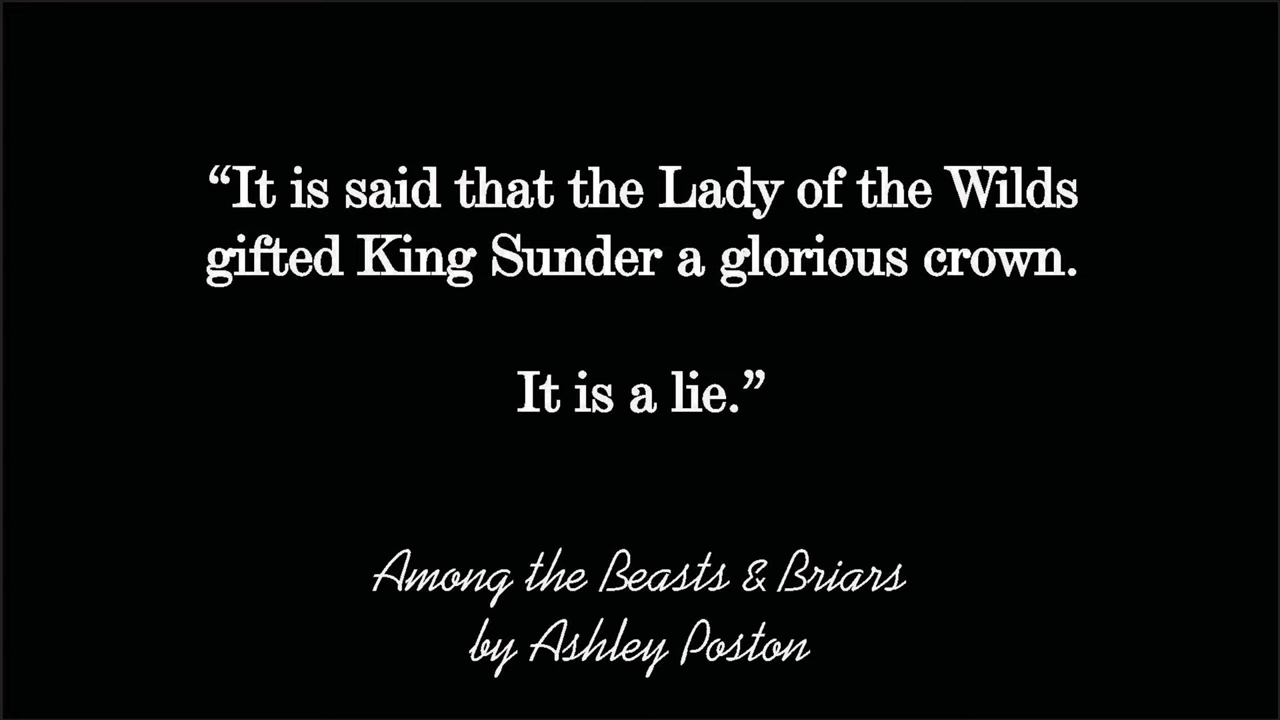 “It is said that the Lady of the Wilds
gifted King Sunder a glorious crown.
It is a lie.”
Among the Beasts & Briars
by Ashley Poston